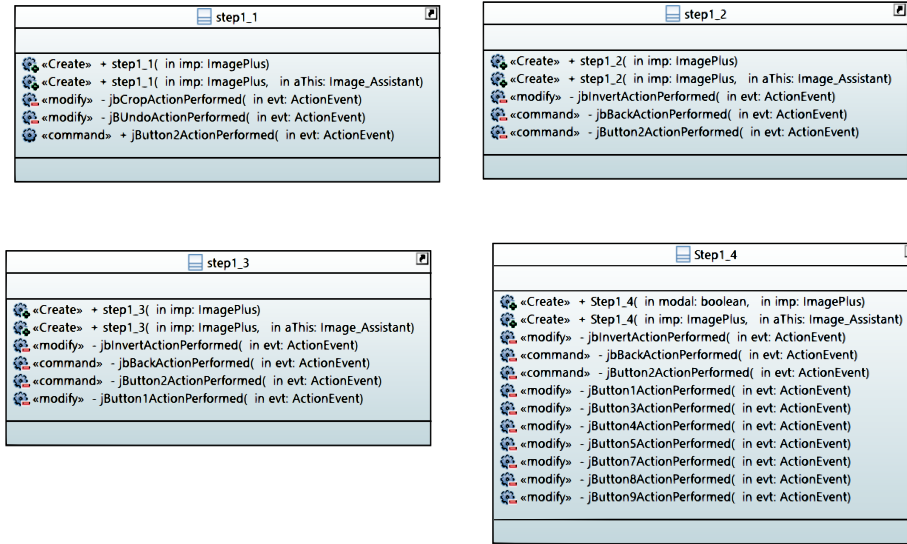 step1_1
«Create» + step1_1( in imp: ImagePlus)
«Create» + step1_1( in imp: ImagePlus, in aThis: Image_Assistant)
«modify» - jbCropActionPerformed( in evt: ActionEvent)
«modify» - jBUndoActionPerformed( in evt: ActionEvent)
«command» + jButton2ActionPerformed( in evt: ActionEvent)
step1_2
«Create» + step1_2( in imp: ImagePlus)
«Create» + step1_2( in imp: ImagePlus, in aThis: Image_Assistant)
«modify» - jbInvertActionPerformed( in evt: ActionEvent)
«command» - jbBackActionPerformed( in evt: ActionEvent)
«command» - jButton2ActionPerformed( in evt: ActionEvent)
step1_3
«Create» + step1_3( in imp: ImagePlus)
«Create» + step1_3( in imp: ImagePlus, in aThis: Image_Assistant)
«modify» - jbInvertActionPerformed( in evt: ActionEvent)
«command» - jbBackActionPerformed( in evt: ActionEvent)
«command» - jButton2ActionPerformed( in evt: ActionEvent)
«modify» - jButton1ActionPerformed( in evt: ActionEvent)
Step1_4
«Create» + Step1_4( in modal: boolean, in imp: ImagePlus)
«Create» + Step1_4( in imp: ImagePlus, in aThis: Image_Assistant)
«modify» - jbInvertActionPerformed( in evt: ActionEvent)
«command» - jbBackActionPerformed( in evt: ActionEvent)
«command» - jButton2ActionPerformed( in evt: ActionEvent)
«modify» - jButton1ActionPerformed( in evt: ActionEvent)
«modify» - jButton3ActionPerformed( in evt: ActionEvent)
«modify» - jButton4ActionPerformed( in evt: ActionEvent)
«modify» - jButton5ActionPerformed( in evt: ActionEvent)
«modify» - jButton7ActionPerformed( in evt: ActionEvent)
«modify» - jButton8ActionPerformed( in evt: ActionEvent)
«modify» - jButton9ActionPerformed( in evt: ActionEvent)